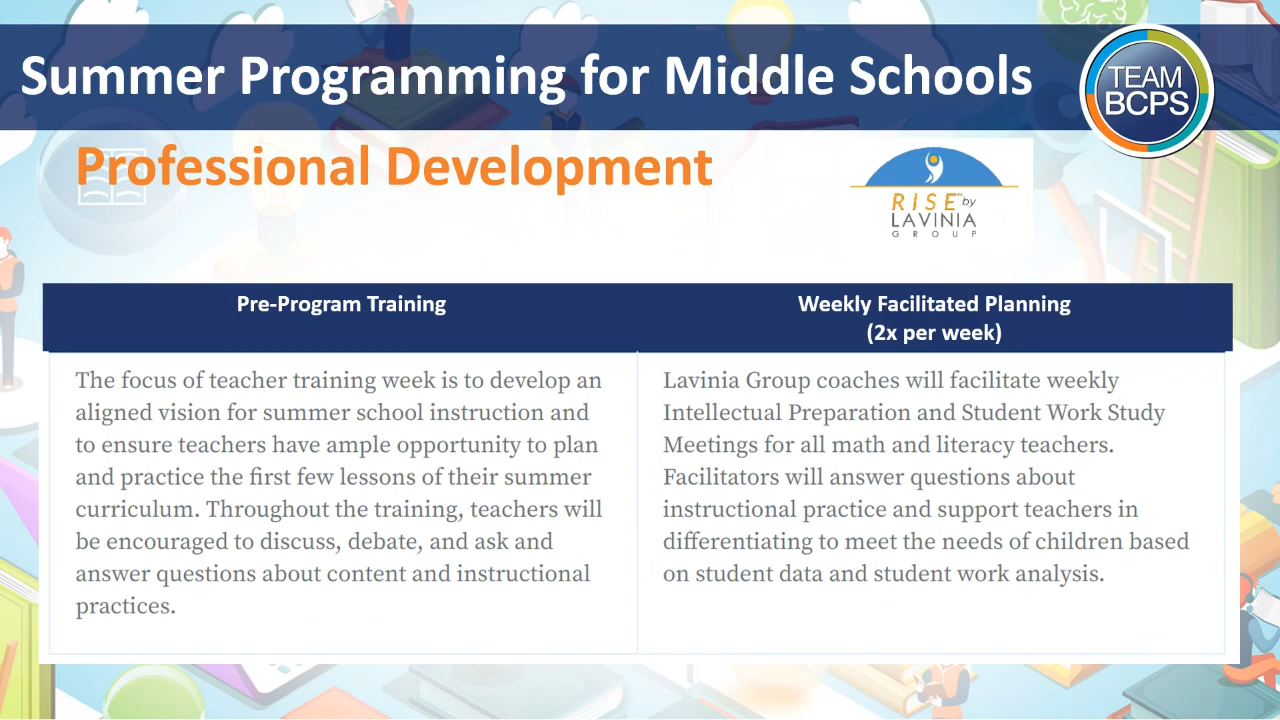 Summer Programming for Middle Schools
TEAM
BCPS
Professional Development
RISE™ by
LAVINIA
GROUP
Pre-Program Training
Weekly Facilitated Planning
(2x per week)
The focus of teacher training week is to develop an
aligned vision for summer school instruction and
to ensure teachers have ample opportunity to plan
and practice the first few lessons of their summer
curriculum. Throughout the training, teachers will
be encouraged to discuss, debate, and ask and
answer questions about content and instructional
practices.
Lavinia Group coaches will facilitate weekly
Intellectual Preparation and Student Work Study
Meetings for all math and literacy teachers.
Facilitators will answer questions about
instructional practice and support teachers in
differentiating to meet the needs of children based
on student data and student work analysis.